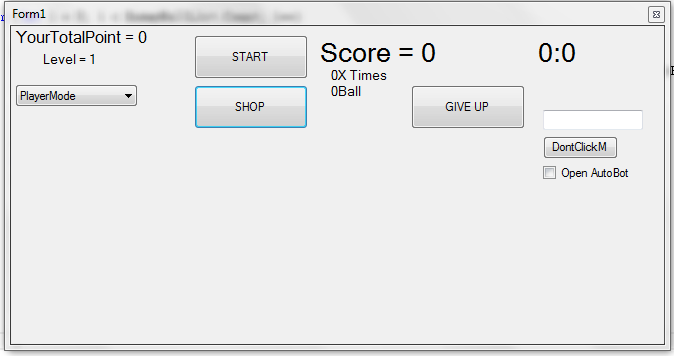 Form1
YourTotalPoint = 0
Level = 1
PlayerMode
START
SHOP
Score = 0
0X Times
0Ball
GIVE UP
0:0
DontClickM
Open AutoBot